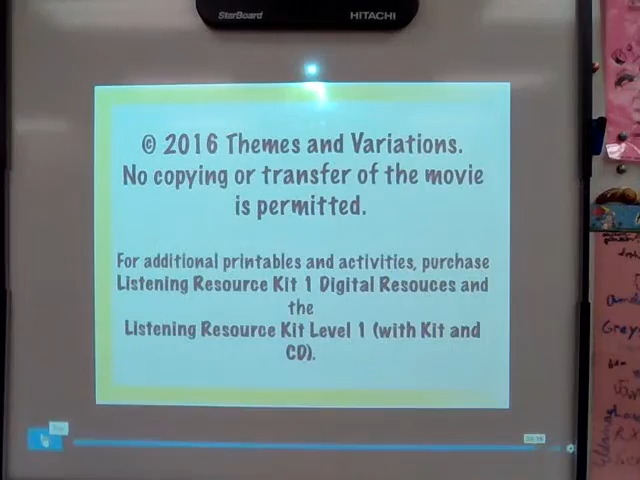 StarBoard
HITACHI
© 2016 Themes and Variations.
No copying or transfer of the movie
is permitted.
For additional printables and activities, purchase
Listening Resource Kit 1 Digital Resouces and
the
Listening Resource Kit Level 1 (with Kit and
CD).